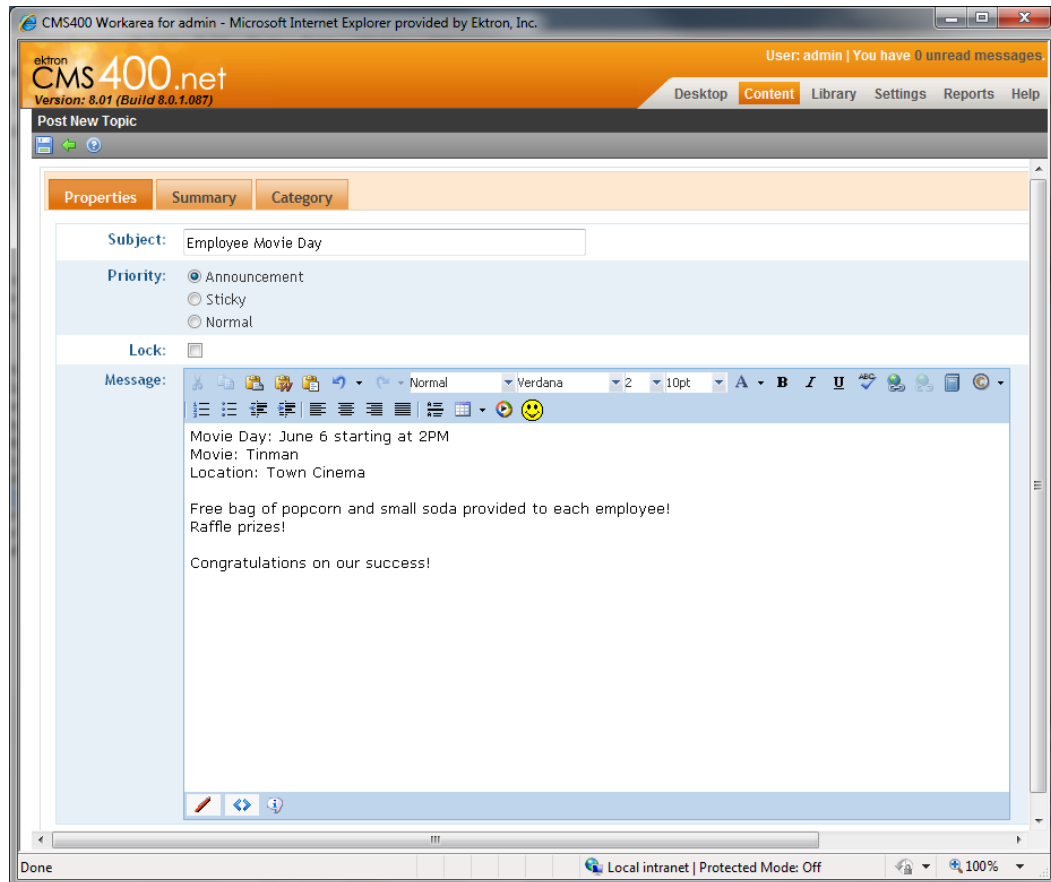 CMS400 Workarea for admin - Microsoft Internet Explorer provided by Ektron, Inc.
User: admin | You have 0 unread messages.
ektron
CMS400.net
Version: 8.01 (Build 8.0.1.087)
Desktop Content Library Settings Reports Help
Post New Topic
Properties Summary Category
Subject: Employee Movie Day
Priority: Announcement
Sticky
Normal
Lock:
Message: Normal Verdana 2 10pt A B I U ABC ©
Movie Day: June 6 starting at 2PM
Movie: Tinman
Location: Town Cinema
Free bag of popcorn and small soda provided to each employee!
Raffle prizes!
Congratulations on our success!
Done Local intranet | Protected Mode: Off 100%